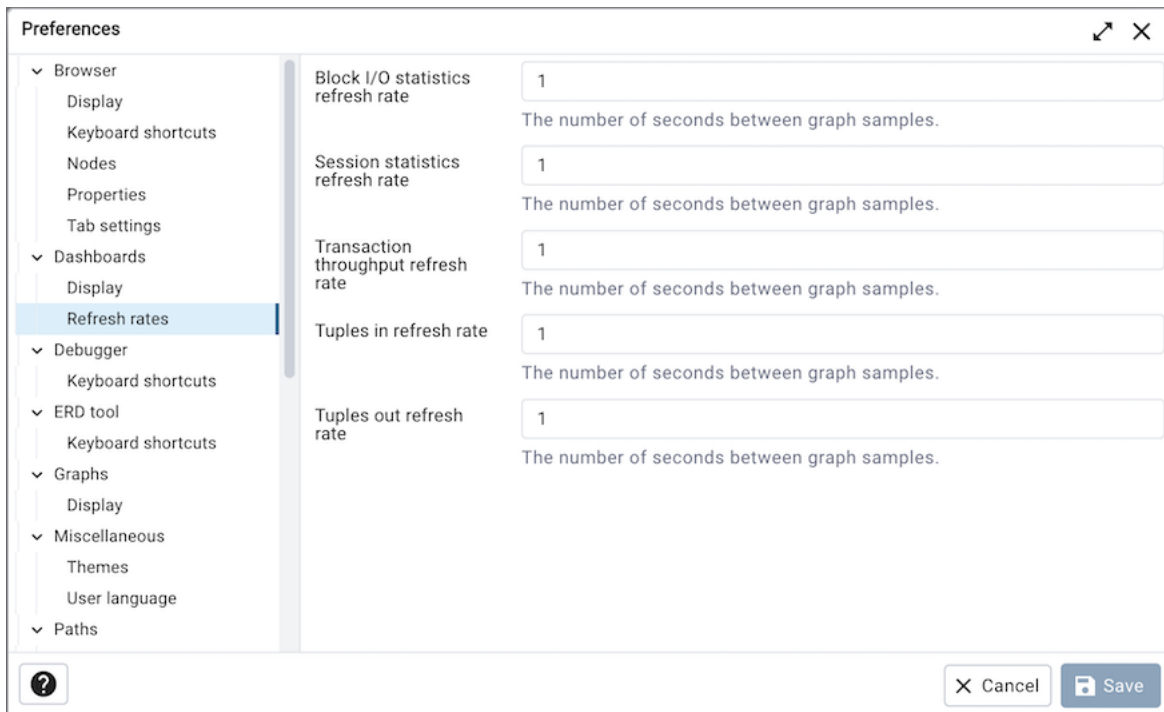 Preferences
Browser
Display
Keyboard shortcuts
Nodes
Properties
Tab settings
Dashboards
Display
Refresh rates
Debugger
Keyboard shortcuts
ERD tool
Keyboard shortcuts
Graphs
Display
Miscellaneous
Themes
User language
Paths
Block I/O statistics
refresh rate
1
The number of seconds between graph samples.
Session statistics
refresh rate
1
The number of seconds between graph samples.
Transaction
throughput refresh
rate
1
The number of seconds between graph samples.
Tuples in refresh rate
1
The number of seconds between graph samples.
Tuples out refresh
rate
1
The number of seconds between graph samples.
?
Cancel
Save